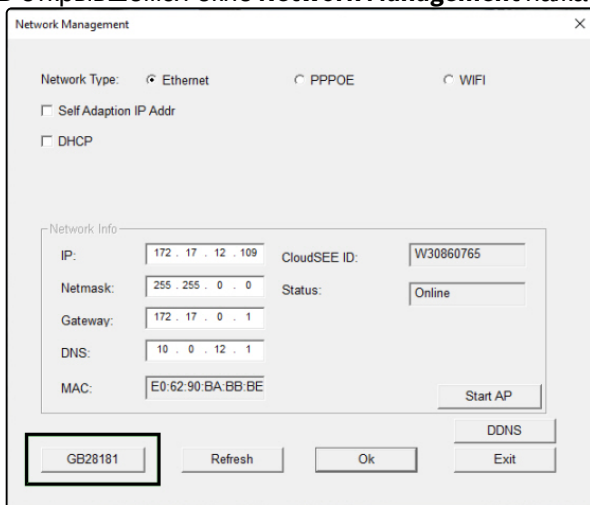 Network Management
Network Type: Ethernet PPPOE WIFI
Self Adaption IP Addr
DHCP
Network Info
IP: 172 . 17 . 12 . 109 CloudSEE ID: W30860765
Netmask: 255 . 255 . 0 . 0 Status: Online
Gateway: 172 . 17 . 0 . 1
DNS: 10 . 0 . 12 . 1
MAC: E0:62:90:BA:BB:BE Start AP
DDNS
GB28181 Refresh Ok Exit